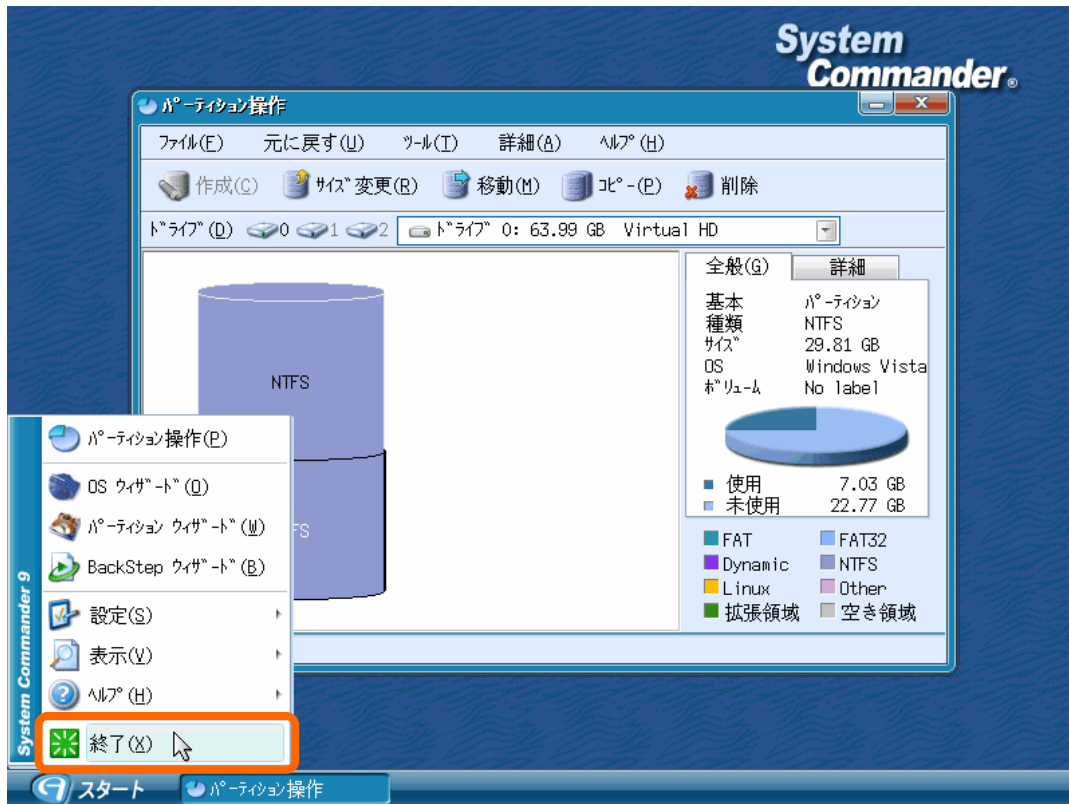 System
Commander®
ﾊﾟｰﾃｨｼｮﾝ操作
ﾌｧｲﾙ(F) 元に戻す(U) ﾂｰﾙ(T) 詳細(A) ﾍﾙﾌﾟ(H)
作成(C) ｻｲｽﾞ変更(R) 移動(M) ｺﾋﾟｰ(P) 削除
ﾄﾞﾗｲﾌﾞ(D) 0 1 2 ﾄﾞﾗｲﾌﾞ 0: 63.99 GB Virtual HD
全般(G) 詳細
基本 ﾊﾟｰﾃｨｼｮﾝ
種類 NTFS
ｻｲｽﾞ 29.81 GB
OS Windows Vista
ﾎﾞﾘｭｰﾑ No label
NTFS
FS
使用 7.03 GB
未使用 22.77 GB
FAT FAT32
Dynamic NTFS
Linux Other
拡張領域 空き領域
ﾊﾟｰﾃｨｼｮﾝ操作(P)
OS ｳｨｻﾞｰﾄﾞ(O)
ﾊﾟｰﾃｨｼｮﾝ ｳｨｻﾞｰﾄﾞ(W)
BackStep ｳｨｻﾞｰﾄﾞ(B)
設定(S)
表示(V)
ﾍﾙﾌﾟ(H)
終了(X)
System Commander 9
スタート ﾊﾟｰﾃｨｼｮﾝ操作